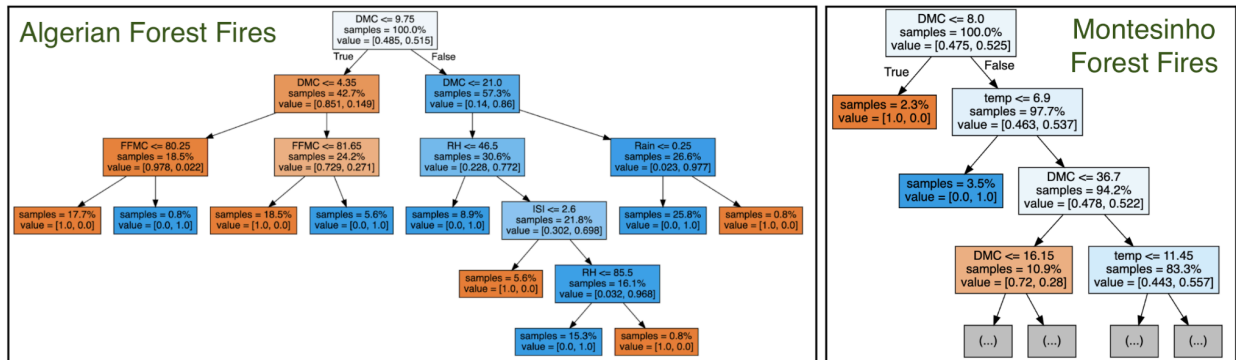 Algerian Forest Fires
DMC <= 9.75
samples = 100.0%
value = [0.485, 0.515]
True
False
DMC <= 4.35
samples = 42.7%
value = [0.851, 0.149]
DMC <= 21.0
samples = 57.3%
value = [0.14, 0.86]
FFMC <= 80.25
samples = 18.5%
value = [0.978, 0.022]
FFMC <= 81.65
samples = 24.2%
value = [0.729, 0.271]
RH <= 46.5
samples = 30.6%
value = [0.228, 0.772]
Rain <= 0.25
samples = 26.6%
value = [0.023, 0.977]
samples = 17.7%
value = [1.0, 0.0]
samples = 0.8%
value = [0.0, 1.0]
samples = 18.5%
value = [1.0, 0.0]
samples = 5.6%
value = [0.0, 1.0]
samples = 8.9%
value = [0.0, 1.0]
ISI <= 2.6
samples = 21.8%
value = [0.302, 0.698]
samples = 25.8%
value = [0.0, 1.0]
samples = 0.8%
value = [1.0, 0.0]
samples = 5.6%
value = [1.0, 0.0]
RH <= 85.5
samples = 16.1%
value = [0.032, 0.968]
samples = 15.3%
value = [0.0, 1.0]
samples = 0.8%
value = [1.0, 0.0]
Montesinho
Forest Fires
DMC <= 8.0
samples = 100.0%
value = [0.475, 0.525]
True
False
samples = 2.3%
value = [1.0, 0.0]
temp <= 6.9
samples = 97.7%
value = [0.463, 0.537]
samples = 3.5%
value = [0.0, 1.0]
DMC <= 36.7
samples = 94.2%
value = [0.478, 0.522]
DMC <= 16.15
samples = 10.9%
value = [0.72, 0.28]
temp <= 11.45
samples = 83.3%
value = [0.443, 0.557]
(...)
(...)
(...)
(...)